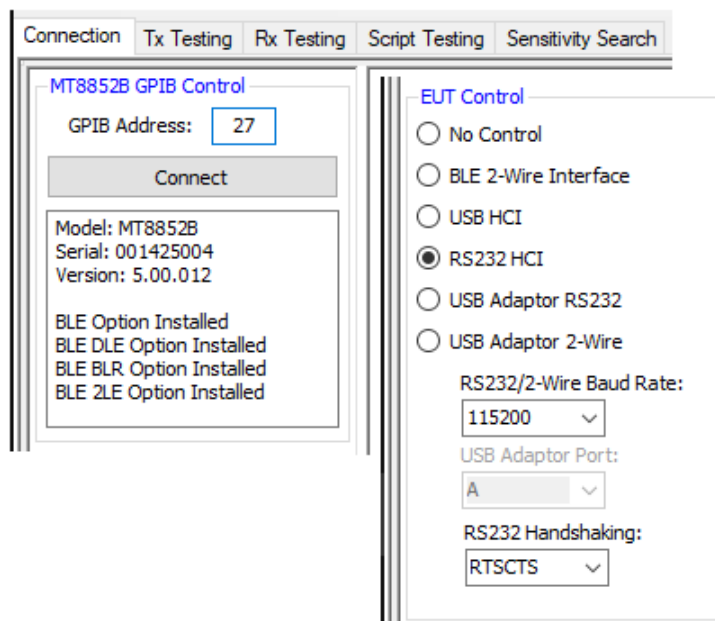 Connection
Tx Testing
Rx Testing
Script Testing
Sensitivity Search
MT8852B GPIB Control
GPIB Address: 27
Connect
Model: MT8852B
Serial: 001425004
Version: 5.00.012
BLE Option Installed
BLE DLE Option Installed
BLE BLR Option Installed
BLE 2LE Option Installed
EUT Control
No Control
BLE 2-Wire Interface
USB HCI
RS232 HCI
USB Adaptor RS232
USB Adaptor 2-Wire
RS232/2-Wire Baud Rate:
115200
USB Adaptor Port:
A
RS232 Handshaking:
RTSCTS